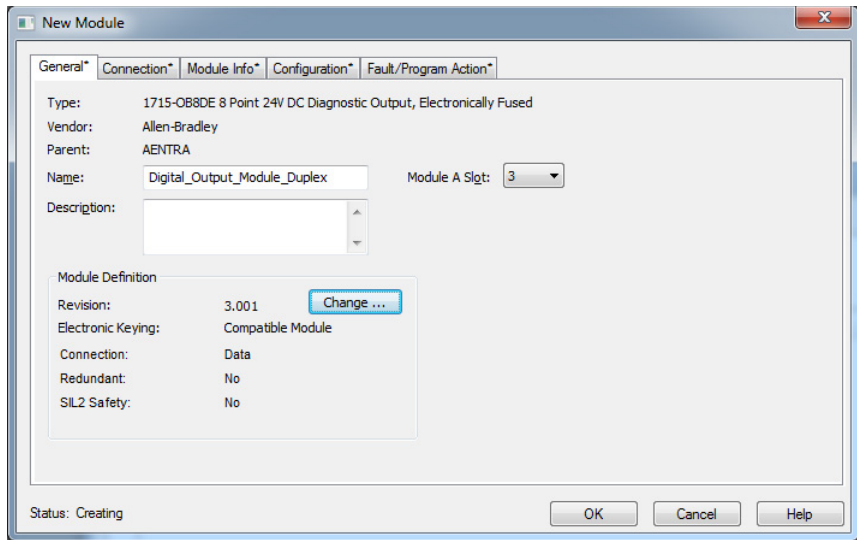 New Module
General* Connection* Module Info* Configuration* Fault/Program Action*
Type: 1715-OB8DE 8 Point 24V DC Diagnostic Output, Electronically Fused
Vendor: Allen-Bradley
Parent: AENTRA
Name: Digital_Output_Module_Duplex Module A Slot: 3
Description:
Module Definition
Revision: 3.001 Change ...
Electronic Keying: Compatible Module
Connection: Data
Redundant: No
SIL2 Safety: No
Status: Creating OK Cancel Help